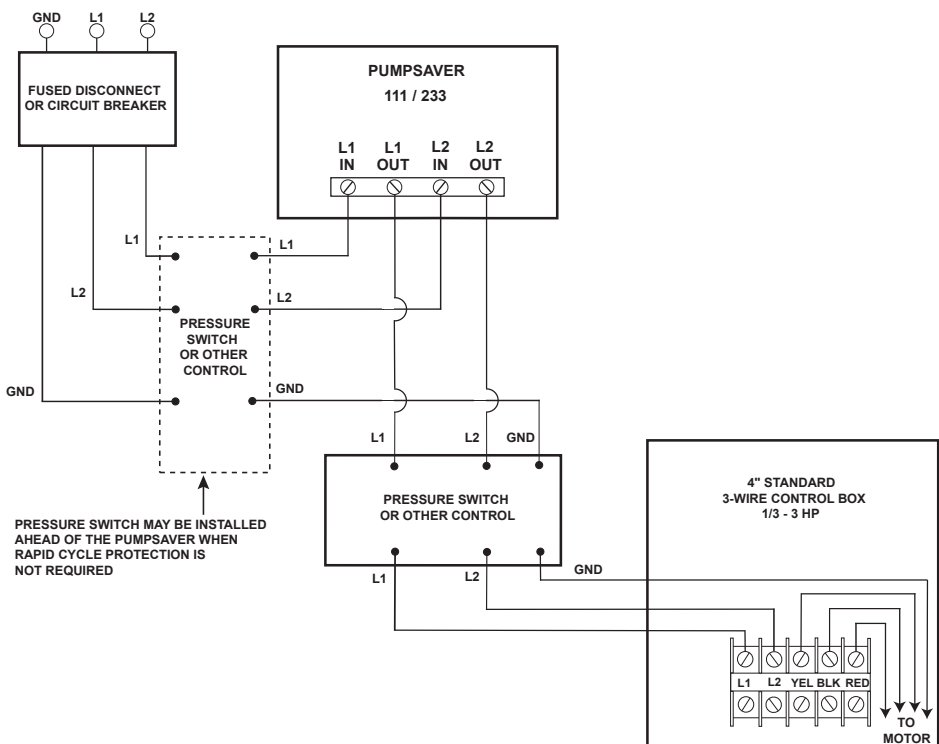 GND L1 L2
FUSED DISCONNECT
OR CIRCUIT BREAKER
PUMPSAVER
111 / 233
L1 L1 L2 L2
IN OUT IN OUT
L1 L1
L2 L2
PRESSURE
SWITCH
OR OTHER
CONTROL
GND GND
PRESSURE SWITCH MAY BE INSTALLED
AHEAD OF THE PUMPSAVER WHEN
RAPID CYCLE PROTECTION IS
NOT REQUIRED
L1 L2 GND
PRESSURE SWITCH
OR OTHER CONTROL
L1 L2 GND
4" STANDARD
3-WIRE CONTROL BOX
1/3 - 3 HP
L1 L2 YEL BLK RED
TO
MOTOR